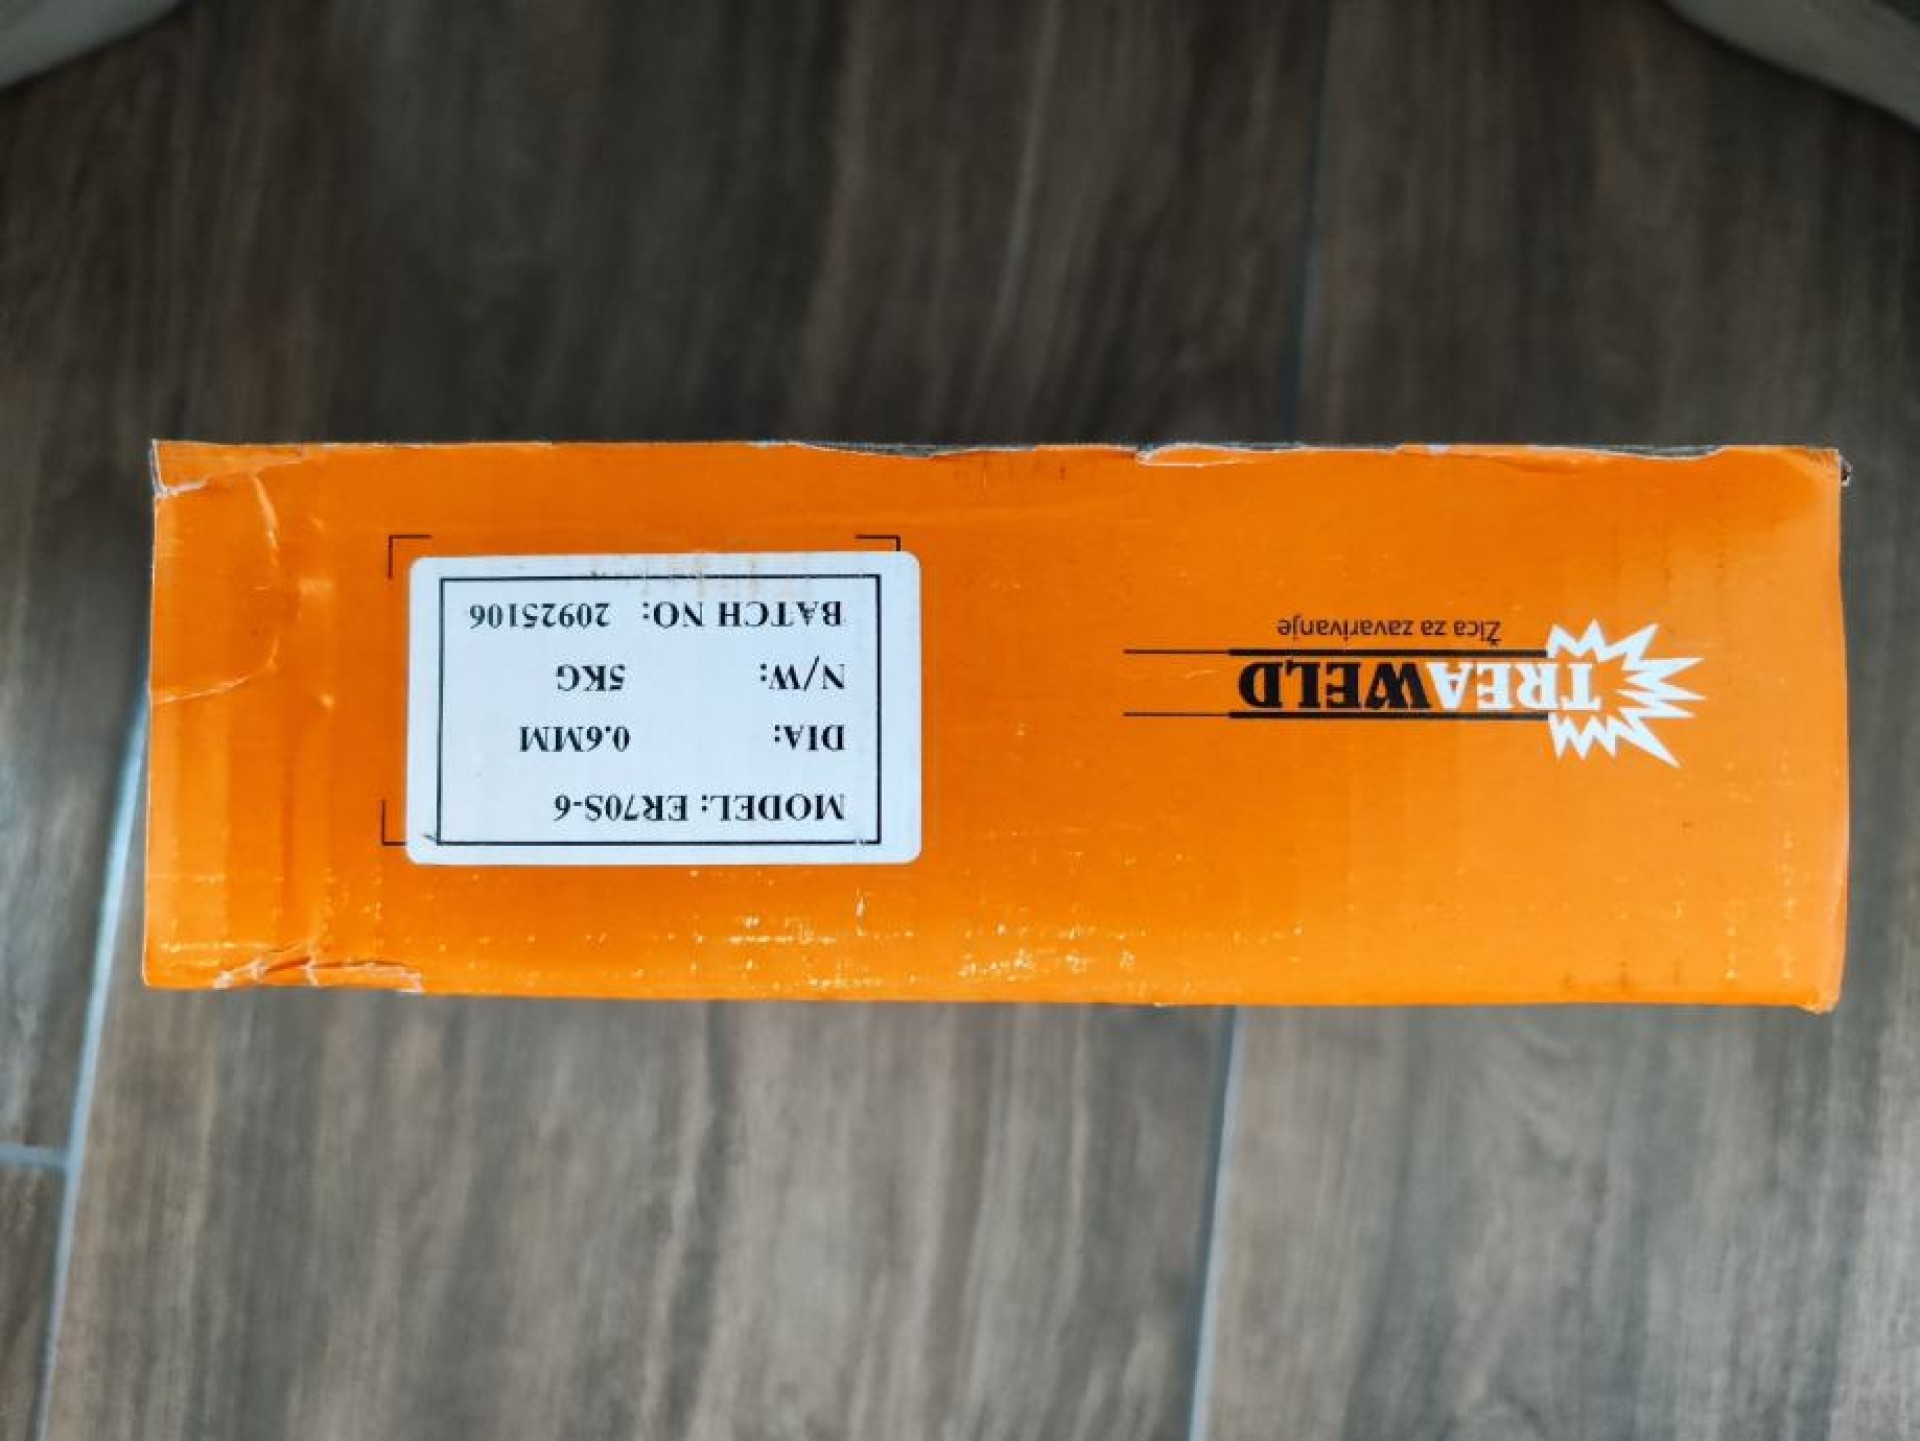 TREAWELD
Žica za zavarivanje
MODEL: ER70S-6
DIA: 0.6MM
N/W: 5KG
BATCH NO: 20925106